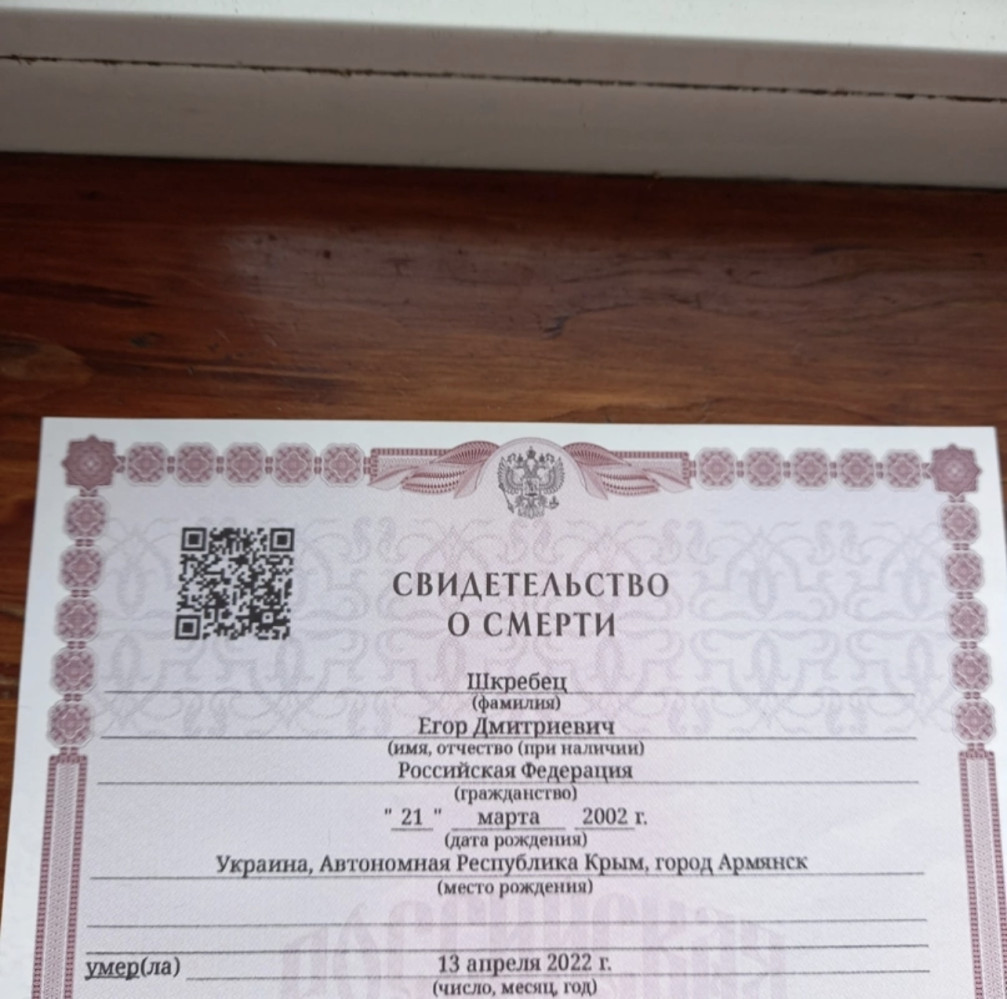 СВИДЕТЕЛЬСТВО
О СМЕРТИ
Шкребец
(фамилия)
Егор Дмитриевич
(имя, отчество (при наличии)
Российская Федерация
(гражданство)
" 21 " марта 2002 г.
(дата рождения)
Украина, Автономная Республика Крым, город Армянск
(место рождения)
умер(ла) 13 апреля 2022 г.
(число, месяц, год)